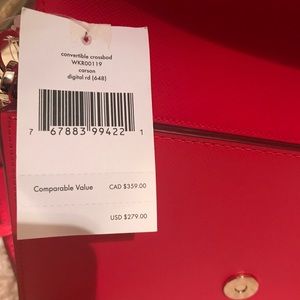 convertible crossbod
WKR00119
carson
digital rd (648)
7 67883 99422 1
Comparable Value CAD $359.00
USD $279.00